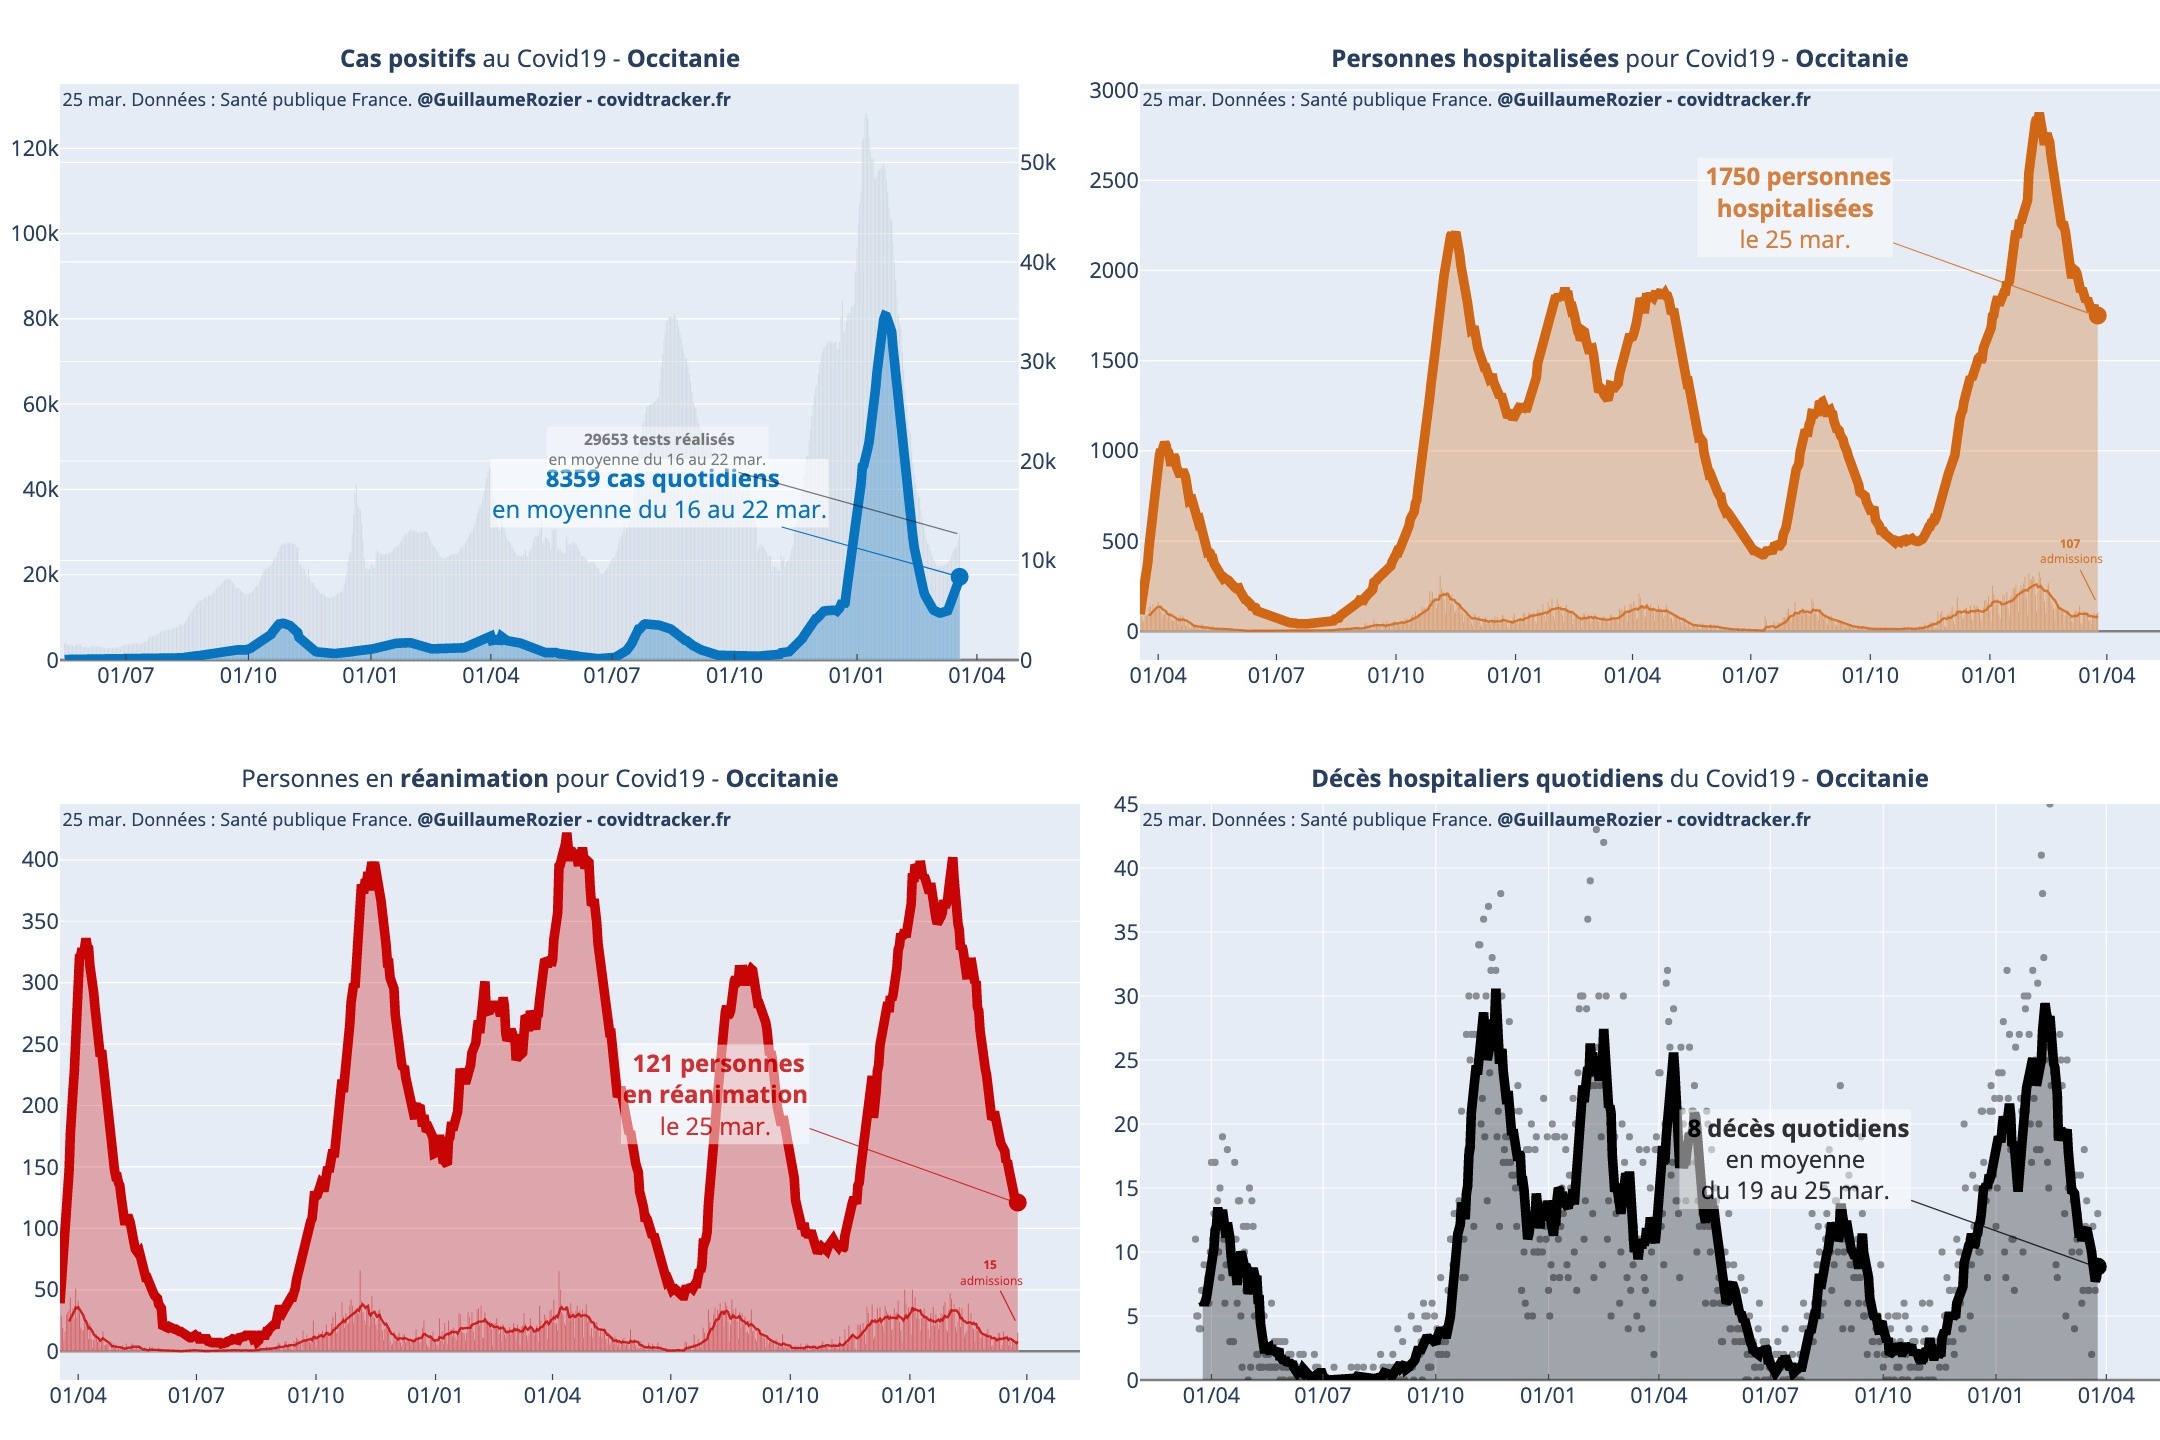 Cas positifs au Covid19 - Occitanie
25 mar. Données : Santé publique France. @GuillaumeRozier - covidtracker.fr
120k
100k
80k
60k
40k
20k
0
50k
40k
30k
20k
10k
0
29653 tests réalisés
en moyenne du 16 au 22 mar.
8359 cas quotidiens
en moyenne du 16 au 22 mar.
01/07 01/10 01/01 01/04 01/07 01/10 01/01 01/04
Personnes hospitalisées pour Covid19 - Occitanie
25 mar. Données : Santé publique France. @GuillaumeRozier - covidtracker.fr
3000
2500
2000
1500
1000
500
0
1750 personnes
hospitalisées
le 25 mar.
107
admissions
01/04 01/07 01/10 01/01 01/04 01/07 01/10 01/01 01/04
Personnes en réanimation pour Covid19 - Occitanie
25 mar. Données : Santé publique France. @GuillaumeRozier - covidtracker.fr
400
350
300
250
200
150
100
50
0
121 personnes
en réanimation
le 25 mar.
15
admissions
01/04 01/07 01/10 01/01 01/04 01/07 01/10 01/01 01/04
Décès hospitaliers quotidiens du Covid19 - Occitanie
25 mar. Données : Santé publique France. @GuillaumeRozier - covidtracker.fr
45
40
35
30
25
20
15
10
5
0
8 décès quotidiens
en moyenne
du 19 au 25 mar.
01/04 01/07 01/10 01/01 01/04 01/07 01/10 01/01 01/04